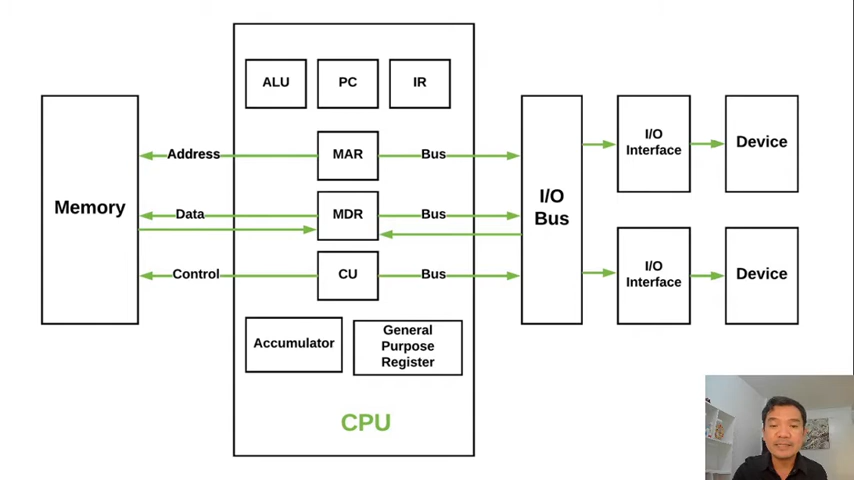 ALU
PC
IR
Memory
Address
MAR
Bus
Data
MDR
Bus
Control
CU
Bus
Accumulator
General
Purpose
Register
CPU
I/O
Bus
I/O
Interface
Device
I/O
Interface
Device